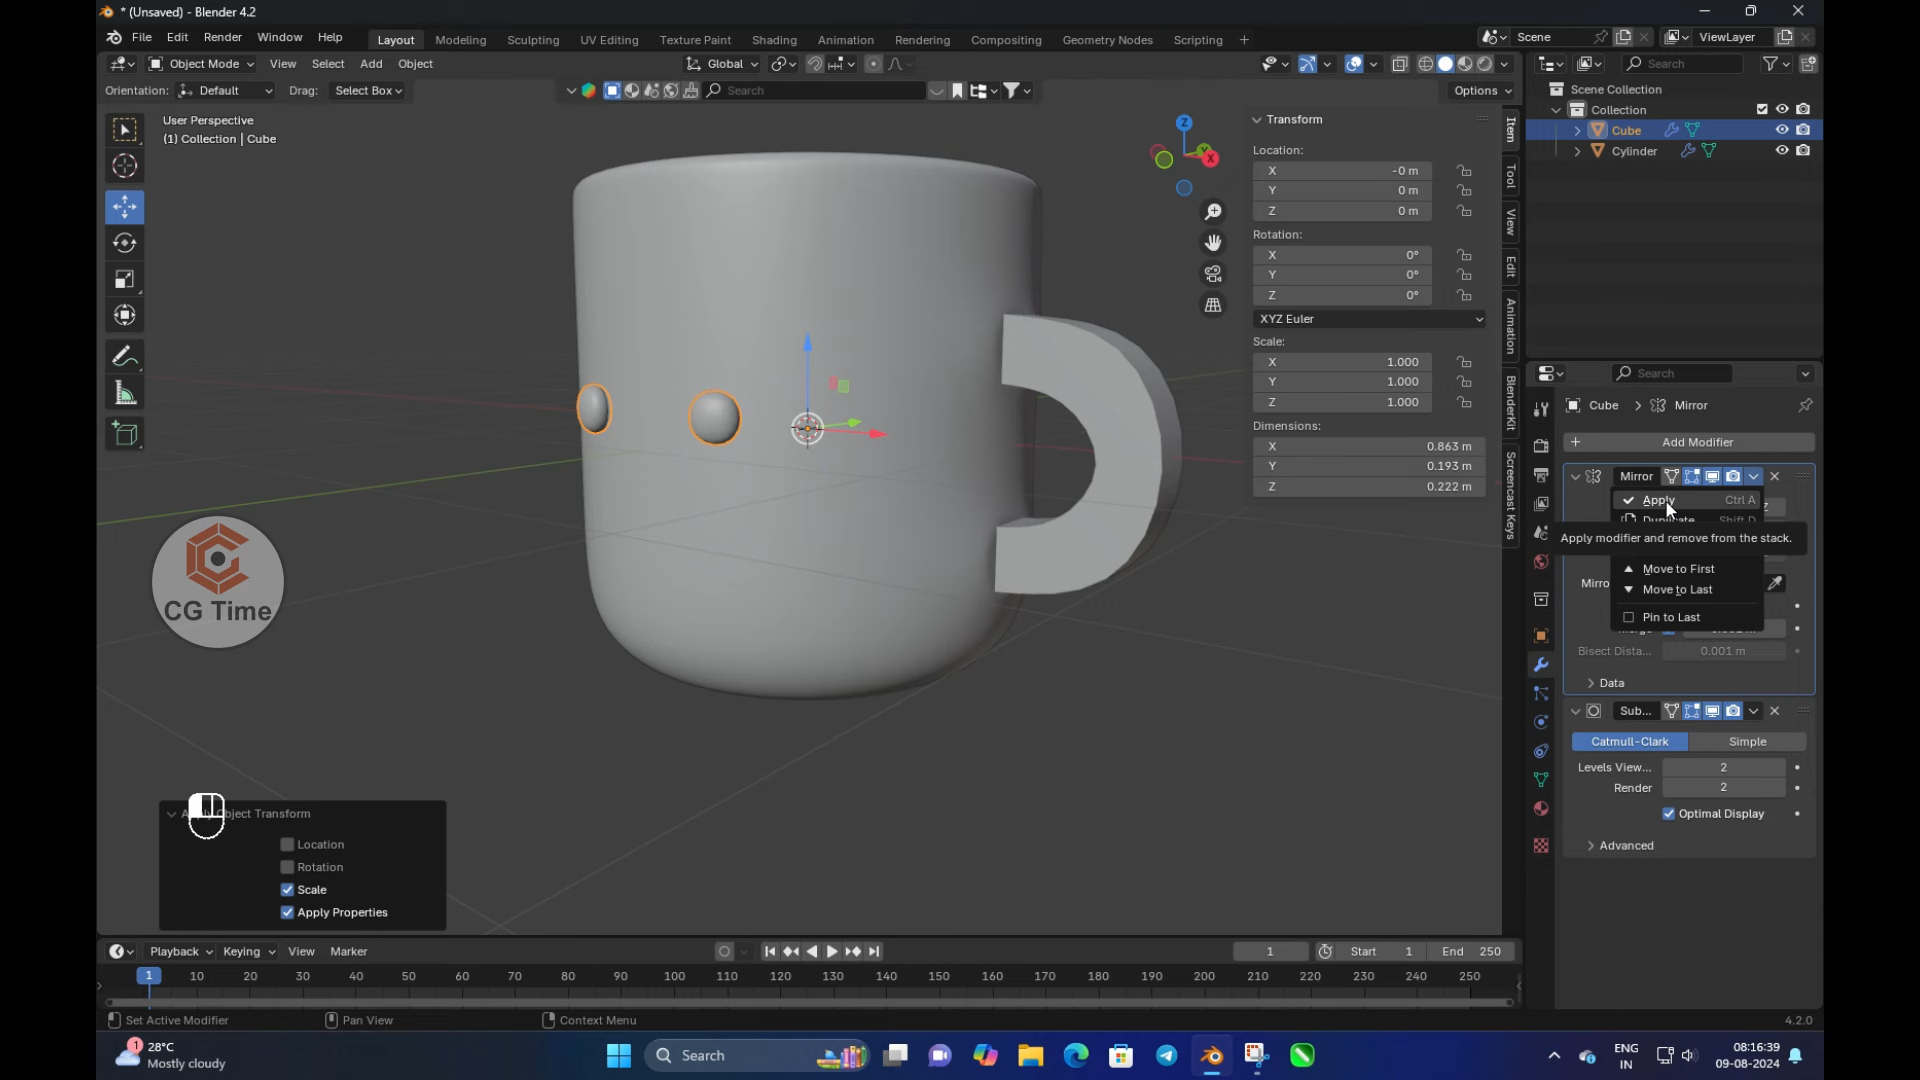 * (Unsaved) - Blender 4.2
File Edit Render Window Help Layout Modeling Sculpting UV Editing Texture Paint Shading Animation Rendering Compositing Geometry Nodes Scripting + Scene ViewLayer
Object Mode View Select Add Object Global Search
Orientation: Default Drag: Select Box Search Options
Scene Collection
Collection
Cube
Cylinder
User Perspective
(1) Collection | Cube
Z
Y
X
Transform
Location:
X -0 m
Y 0 m
Z 0 m
Rotation:
X 0°
Y 0°
Z 0°
XYZ Euler
Scale:
X 1.000
Y 1.000
Z 1.000
Dimensions:
X 0.863 m
Y 0.193 m
Z 0.222 m
Item
Tool
View
Edit
Animation
BlenderKit
Screencast Keys
Search
Cube > Mirror
+ Add Modifier
Mirror
Apply Ctrl A
Duplicate Shift D
Apply modifier and remove from the stack.
Move to First
Move to Last
Pin to Last
Mirro
Bisect Dista... 0.001 m
Data
Sub...
Catmull-Clark Simple
Levels View... 2
Render 2
Optimal Display
Advanced
CG Time
Object Transform
Location
Rotation
Scale
Apply Properties
Playback Keying View Marker 1 Start 1 End 250
1 10 20 30 40 50 60 70 80 90 100 110 120 130 140 150 160 170 180 190 200 210 220 230 240 250
Set Active Modifier Pan View Context Menu 4.2.0
1 28°C
Mostly cloudy
Search
ENG
IN
08:16:39
09-08-2024